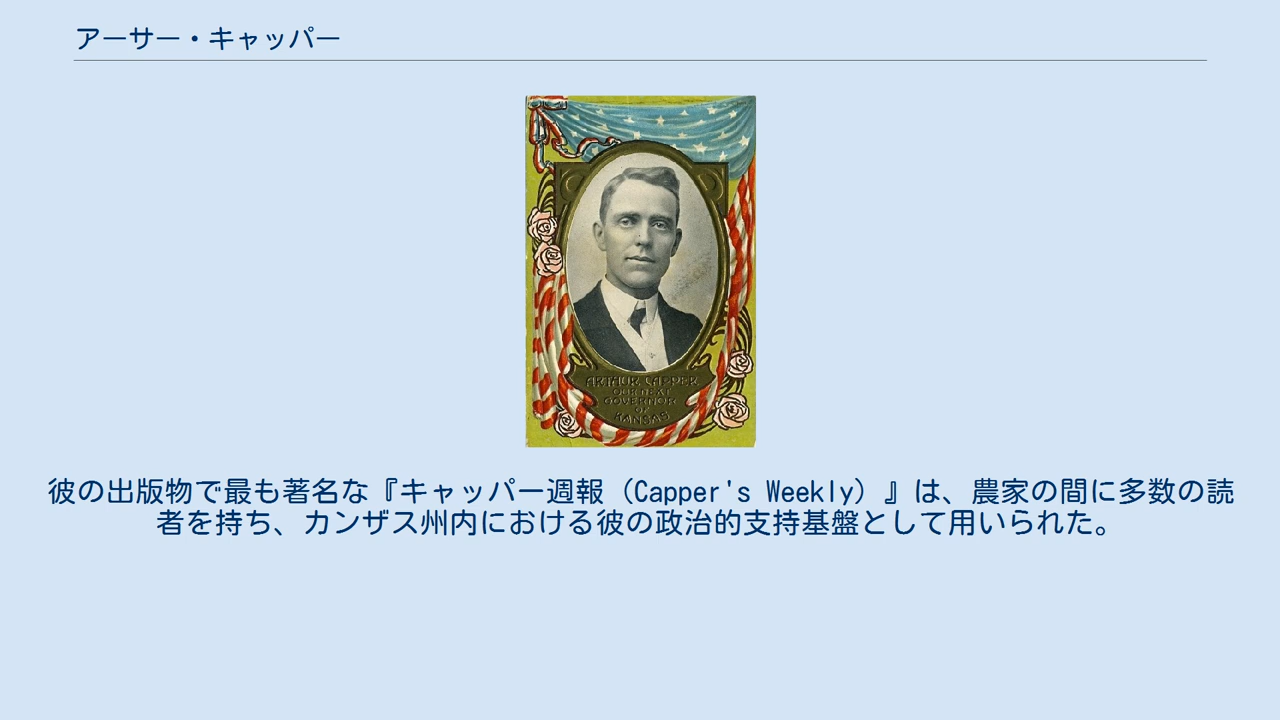 アーサー・キャッパー
ARTHUR CAPPER
OUR NEXT
GOVERNOR
OF
KANSAS
彼の出版物で最も著名な『キャッパー週報（Capper's Weekly）』は、農家の間に多数の読
者を持ち、カンザス州内における彼の政治的支持基盤として用いられた。